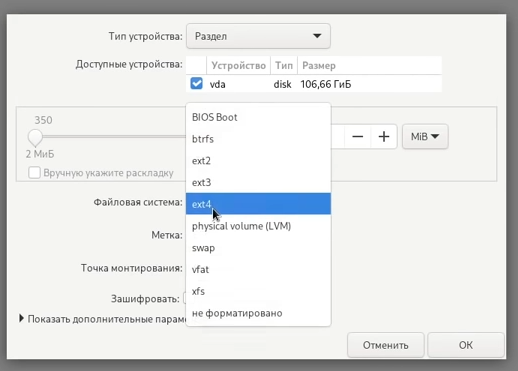 Тип устройства: Раздел
Доступные устройства: Устройство Тип Размер
vda disk 106,66 ГиБ
350
2 МиБ
MiB
Вручную укажите раскладку
Файловая система:
Метка:
Точка монтирования:
Зашифровать:
BIOS Boot
btrfs
ext2
ext3
ext4
physical volume (LVM)
swap
vfat
xfs
не форматировано
Показать дополнительные
Отменить OK